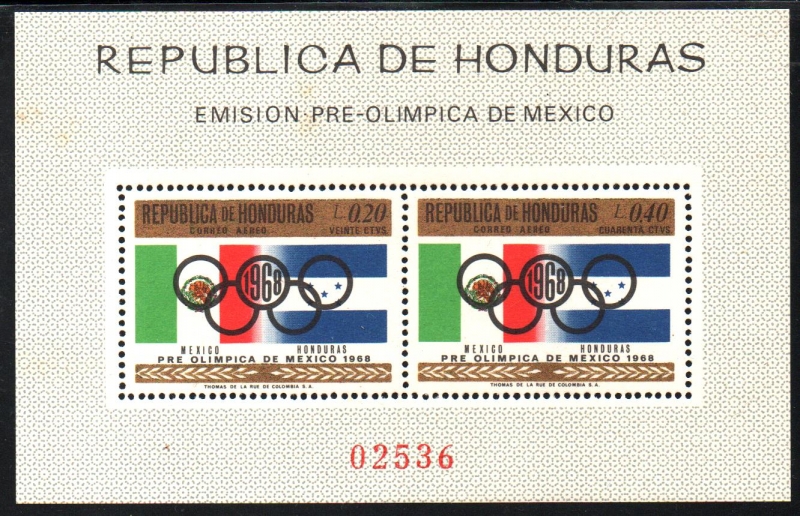 REPUBLICA DE HONDURAS
EMISION PRE-OLIMPICA DE MEXICO
REPUBLICA DE HONDURAS L.0.20
CORREO AEREO VEINTE CTVS
1968
MEXICO HONDURAS
PRE OLIMPICA DE MEXICO 1968
THOMAS DE LA RUE DE COLOMBIA S.A.
REPUBLICA DE HONDURAS L.0.40
CORREO AEREO CUARENTA CTVS.
1968
MEXICO HONDURAS
PRE OLIMPICA DE MEXICO 1968
THOMAS DE LA RUE DE COLOMBIA S.A.
02536